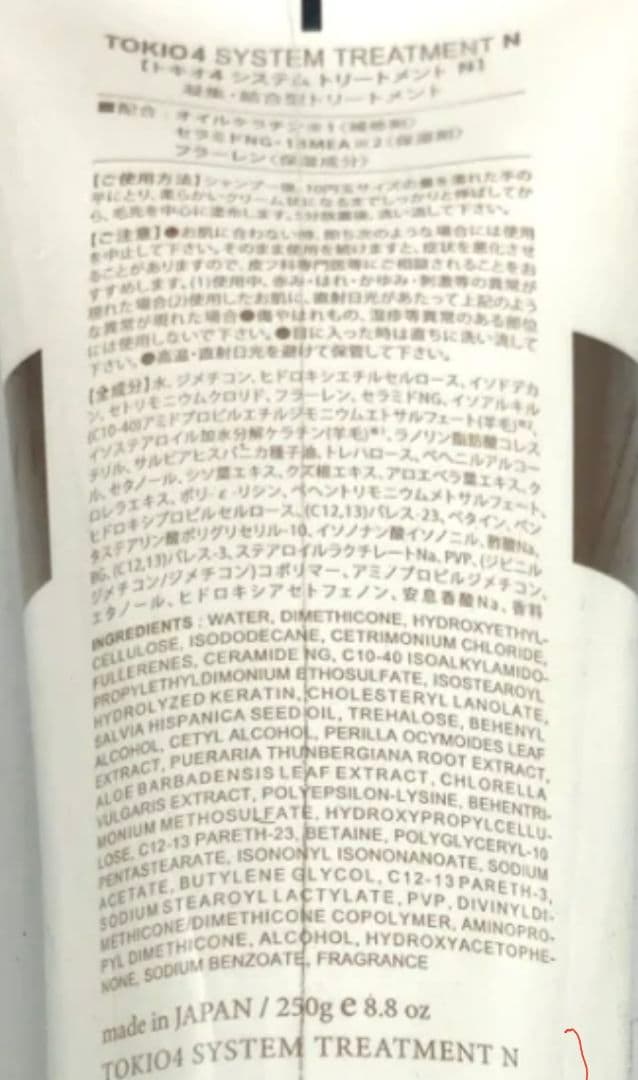 TOKIO4 SYSTEM TREATMENT N
【トキオ4 システム トリートメント N】
凝集・結合型トリートメント
■配合：オイルケラチン※1(補修剤)
セラミドNG・13MEA※2(保湿剤)
フラーレン(保湿成分)
【ご使用方法】シャンプー後、10円玉サイズの量を濡れた手の
平にとり、柔らかいクリーム状になるまでしっかりと伸ばしてか
ら、毛先を中心に塗布します。5分放置後、洗い流して下さい。
【ご注意】●お肌に合わない時、即ち次のような場合には使用
を中止して下さい。そのまま使用を続けますと、症状を悪化させ
ることがありますので、皮フ科専門医等にご相談されることをお
すすめします。(1)使用中、赤み・はれ・かゆみ・刺激等の異常が
現れた場合(2)使用したお肌に、直射日光があたって上記のよう
な異常が現れた場合●傷やはれもの、湿疹等異常のある部位
には使用しないで下さい。●目に入った時は直ちに洗い流して
下さい。●高温・直射日光を避けて保管して下さい。
【全成分】水、ジメチコン、ヒドロキシエチルセルロース、イソドデカ
ン、セトリモニウムクロリド、フラーレン、セラミドNG、イソアルキル
(C10-40)アミドプロピルエチルジモニウムエトサルフェート(羊毛)※2、
イソステアロイル加水分解ケラチン(羊毛)※1、ラノリン脂肪酸コレス
テリル、サルビアヒスパニカ種子油、トレハロース、ベヘニルアルコー
ル、セタノール、シソ葉エキス、クズ根エキス、アロエベラ葉エキス、ク
ロレラエキス、ポリ-ε-リシン、ベヘントリモニウムメトサルフェート、
ヒドロキシプロピルセルロース、(C12,13)パレス-23、ベタイン、ペン
タステアリン酸ポリグリセリル-10、イソノナン酸イソノニル、酢酸Na、
BG、(C12,13)パレス-3、ステアロイルラクチレートNa、PVP、(ジビニル
ジメチコン/ジメチコン)コポリマー、アミノプロピルジメチコン、
エタノール、ヒドロキシアセトフェノン、安息香酸Na、香料
INGREDIENTS : WATER, DIMETHICONE, HYDROXYETHYL-
CELLULOSE, ISODODECANE, CETRIMONIUM CHLORIDE,
FULLERENES, CERAMIDE NG, C10-40 ISOALKYLAMIDO-
PROPYLETHYLDIMONIUM ETHOSULFATE, ISOSTEAROYL
HYDROLYZED KERATIN, CHOLESTERYL LANOLATE,
SALVIA HISPANICA SEED OIL, TREHALOSE, BEHENYL
ALCOHOL, CETYL ALCOHOL, PERILLA OCYMOIDES LEAF
EXTRACT, PUERARIA THUNBERGIANA ROOT EXTRACT,
ALOE BARBADENSIS LEAF EXTRACT, CHLORELLA
VULGARIS EXTRACT, POLYEPSILON-LYSINE, BEHENTRI-
MONIUM METHOSULFATE, HYDROXYPROPYLCELLU-
LOSE, C12-13 PARETH-23, BETAINE, POLYGLYCERYL-10
PENTASTEARATE, ISONONYL ISONONANOATE, SODIUM
ACETATE, BUTYLENE GLYCOL, C12-13 PARETH-3,
SODIUM STEAROYL LACTYLATE, PVP, DIVINYLDI-
METHICONE/DIMETHICONE COPOLYMER, AMINOPRO-
PYL DIMETHICONE, ALCOHOL, HYDROXYACETOPHE-
NONE, SODIUM BENZOATE, FRAGRANCE
made in JAPAN / 250g e 8.8 oz
TOKIO4 SYSTEM TREATMENT N